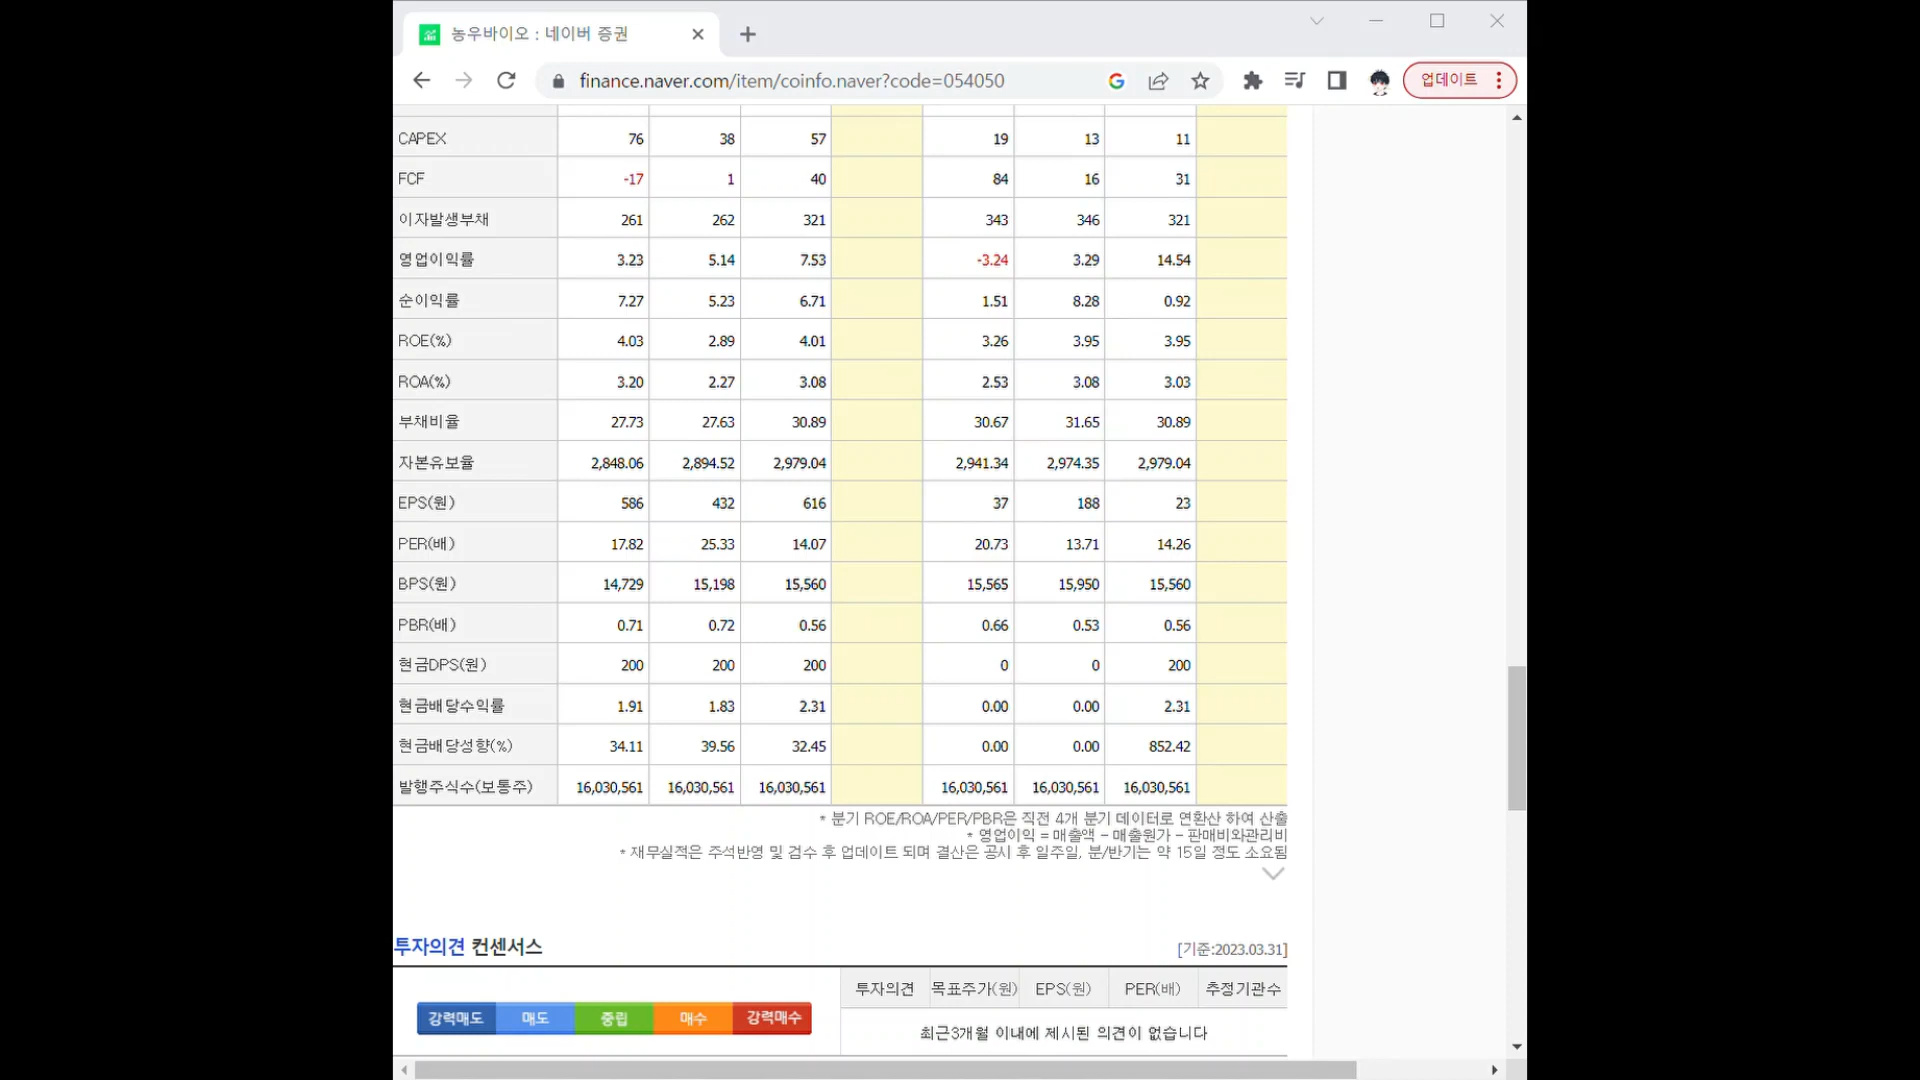 농우바이오 : 네이버 증권
finance.naver.com/item/coinfo.naver?code=054050
업데이트
CAPEX 76 38 57 19 13 11
FCF -17 1 40 84 16 31
이자발생부채 261 262 321 343 346 321
영업이익률 3.23 5.14 7.53 -3.24 3.29 14.54
순이익률 7.27 5.23 6.71 1.51 8.28 0.92
ROE(%) 4.03 2.89 4.01 3.26 3.95 3.95
ROA(%) 3.20 2.27 3.08 2.53 3.08 3.03
부채비율 27.73 27.63 30.89 30.67 31.65 30.89
자본유보율 2,848.06 2,894.52 2,979.04 2,941.34 2,974.35 2,979.04
EPS(원) 586 432 616 37 188 23
PER(배) 17.82 25.33 14.07 20.73 13.71 14.26
BPS(원) 14,729 15,198 15,560 15,565 15,950 15,560
PBR(배) 0.71 0.72 0.56 0.66 0.53 0.56
현금DPS(원) 200 200 200 0 0 200
현금배당수익률 1.91 1.83 2.31 0.00 0.00 2.31
현금배당성향(%) 34.11 39.56 32.45 0.00 0.00 852.42
발행주식수(보통주) 16,030,561 16,030,561 16,030,561 16,030,561 16,030,561 16,030,561
* 분기 ROE/ROA/PER/PBR은 직전 4개 분기 데이터로 연환산 하여 산출
* 영업이익 = 매출액 - 매출원가 - 판매비와관리비
* 재무실적은 주석반영 및 검수 후 업데이트 되며 결산은 공시 후 일주일, 분/반기는 약 15일 정도 소요됨
투자의견 컨센서스 [기준:2023.03.31]
투자의견 목표주가(원) EPS(원) PER(배) 추정기관수
강력매도 매도 중립 매수 강력매수
최근3개월 이내에 제시된 의견이 없습니다